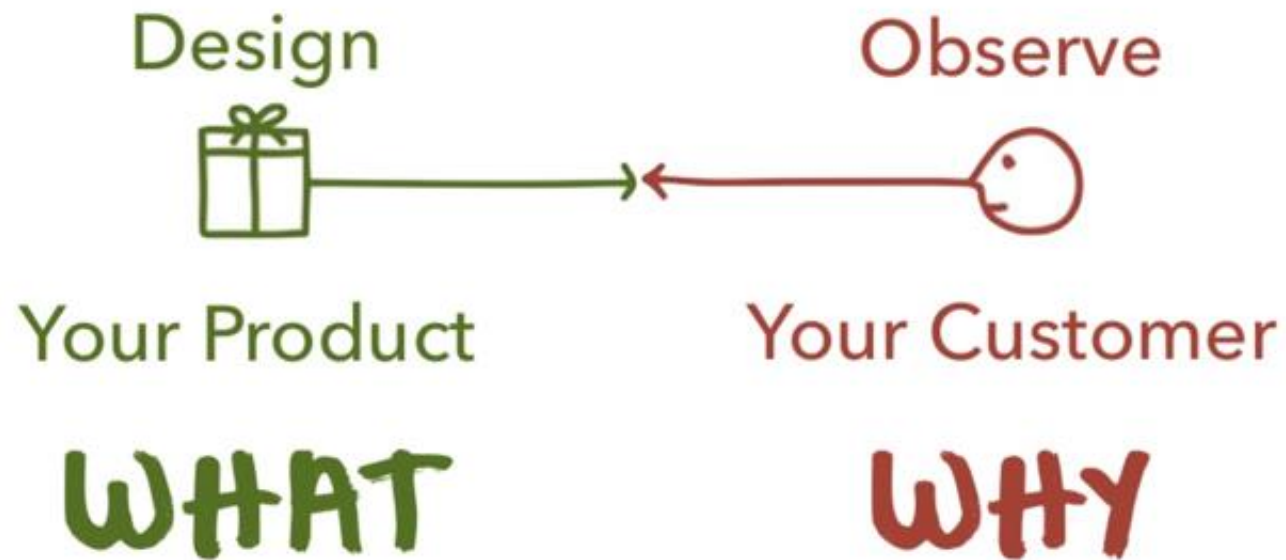 Design
Observe
Your Product
Your Customer
WHAT
WHY